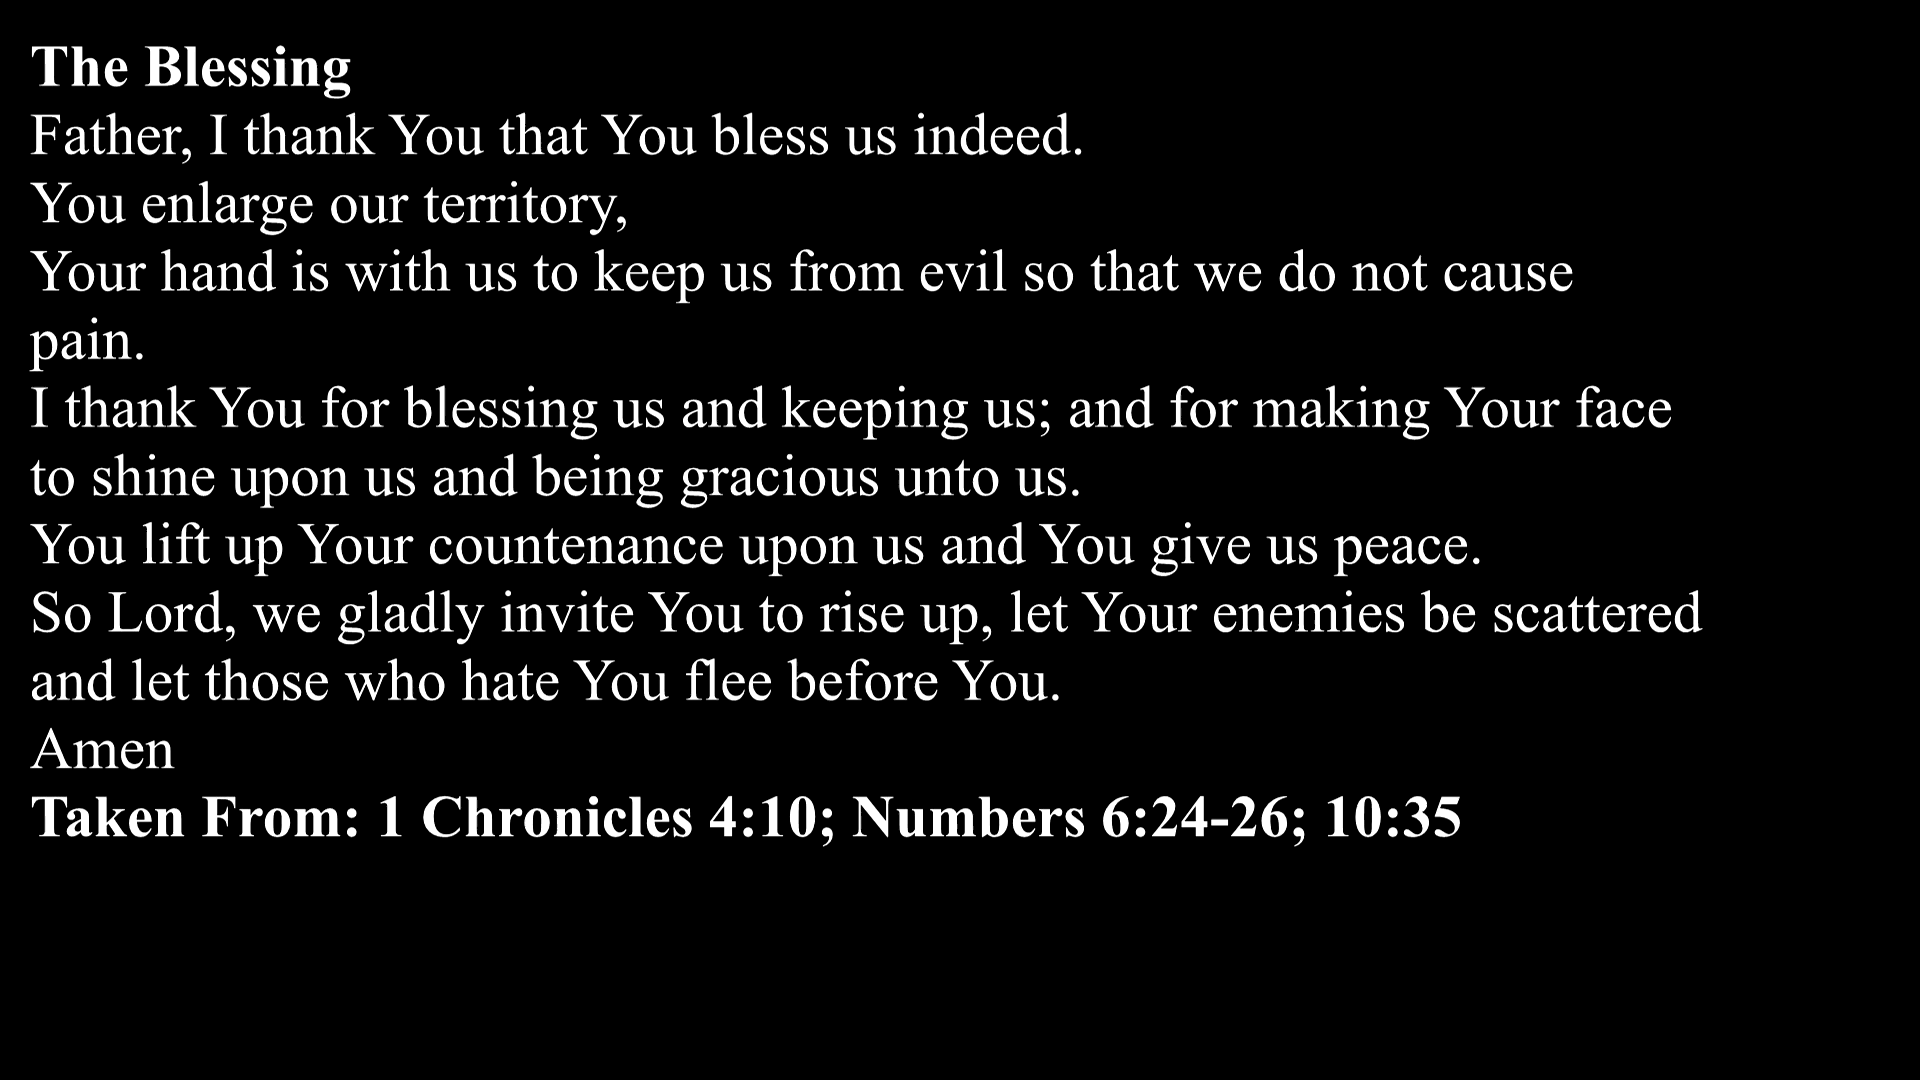 The Blessing
Father, I thank You that You bless us indeed.
You enlarge our territory,
Your hand is with us to keep us from evil so that we do not cause
pain.
I thank You for blessing us and keeping us; and for making Your face
to shine upon us and being gracious unto us.
You lift up Your countenance upon us and You give us peace.
So Lord, we gladly invite You to rise up, let Your enemies be scattered
and let those who hate You flee before You.
Amen
Taken From: 1 Chronicles 4:10; Numbers 6:24-26; 10:35